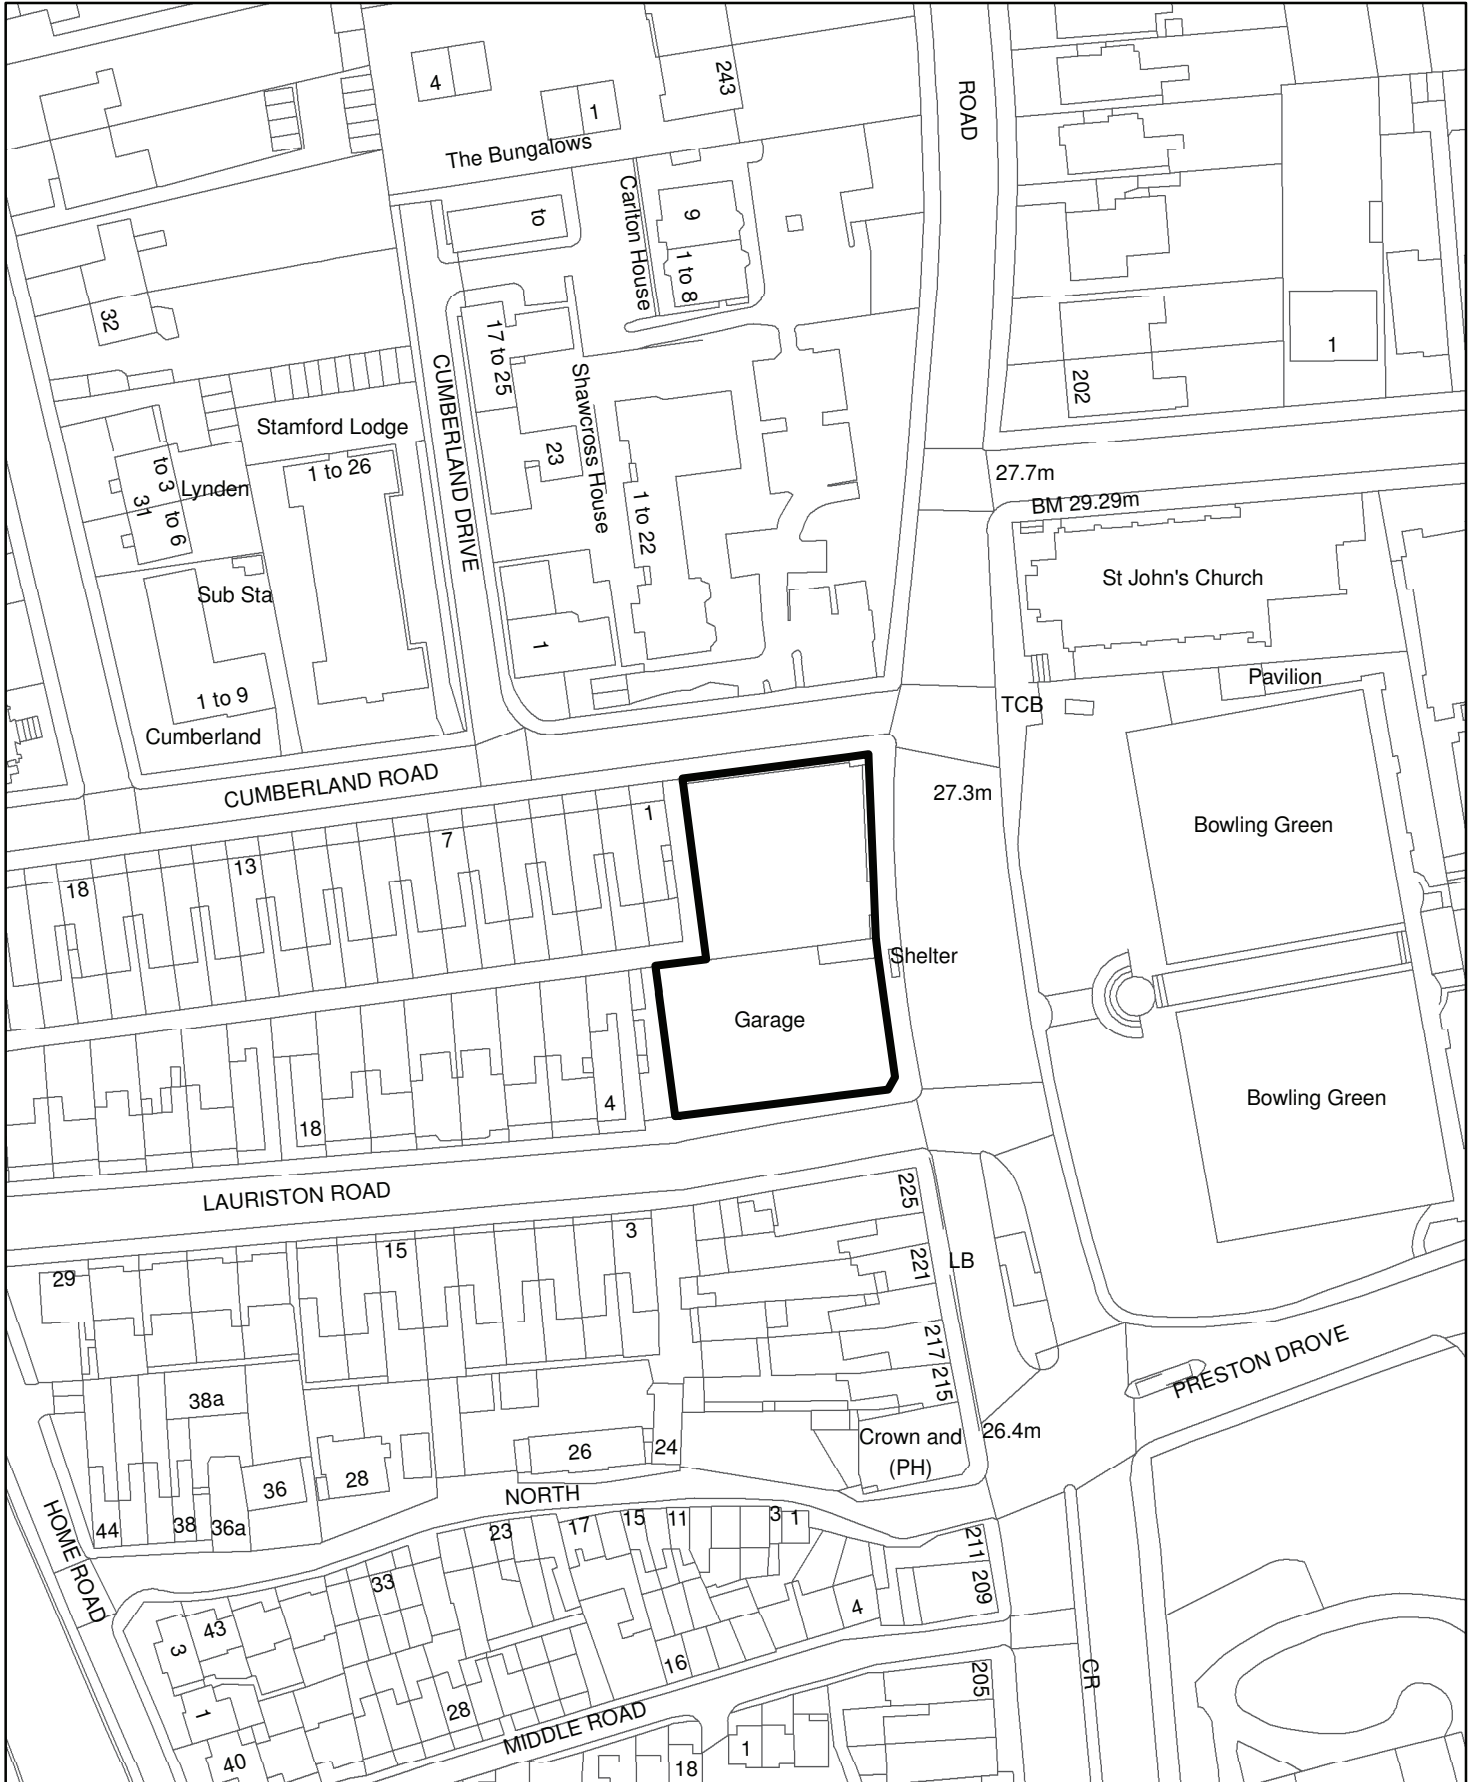 4
1
243
The Bungalows
ROAD
to
Carlton House
9
1 to 8
32
17 to 25
CUMBERLAND DRIVE
Shawcross House
1
202
Stamford Lodge
1 to 26
23
to 3
31
Lynden
to 6
1 to 22
27.7m
BM 29.29m
St John's Church
Sub Sta
1
1 to 9
Cumberland
Pavilion
TCB
CUMBERLAND ROAD
27.3m
Bowling Green
1
7
13
18
Shelter
Garage
4
18
Bowling Green
LAURISTON ROAD
225
3
15
29
221
LB
217
215
PRESTON DROVE
38a
Crown and
(PH)
26.4m
26
24
28
36
NORTH
44
38
36a
HOME ROAD
23
17
15
11
3
1
211
209
33
4
43
3
16
205
CR
1
28
MIDDLE ROAD
40
1
18